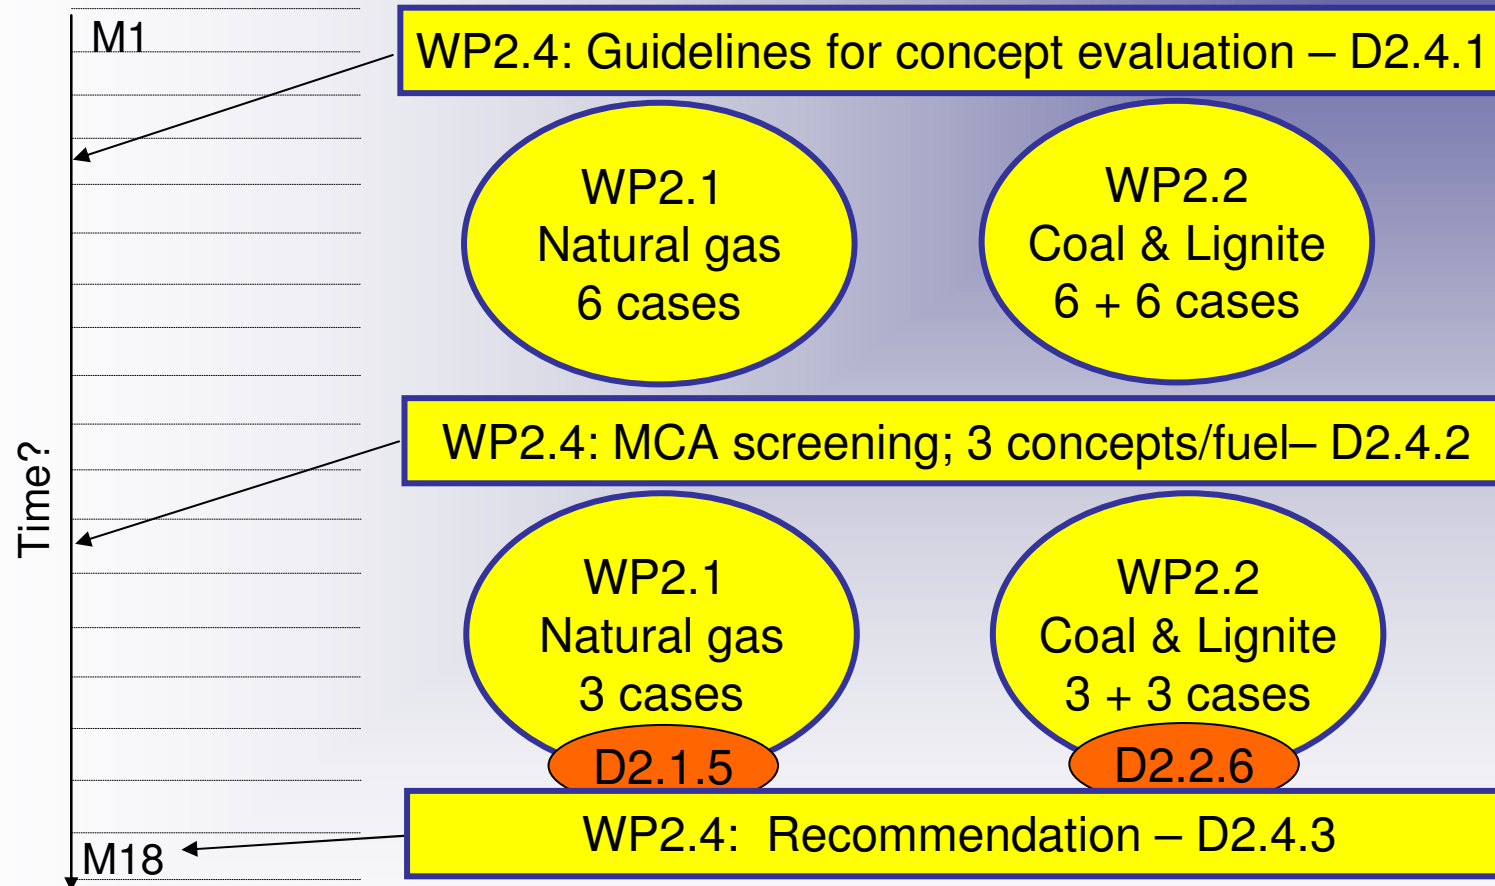 M1
WP2.4: Guidelines for concept evaluation – D2.4.1
WP2.1
Natural gas
6 cases
WP2.2
Coal & Lignite
6 + 6 cases
Time?
WP2.4: MCA screening; 3 concepts/fuel– D2.4.2
WP2.1
Natural gas
3 cases
D2.1.5
WP2.2
Coal & Lignite
3 + 3 cases
D2.2.6
WP2.4: Recommendation – D2.4.3
M18